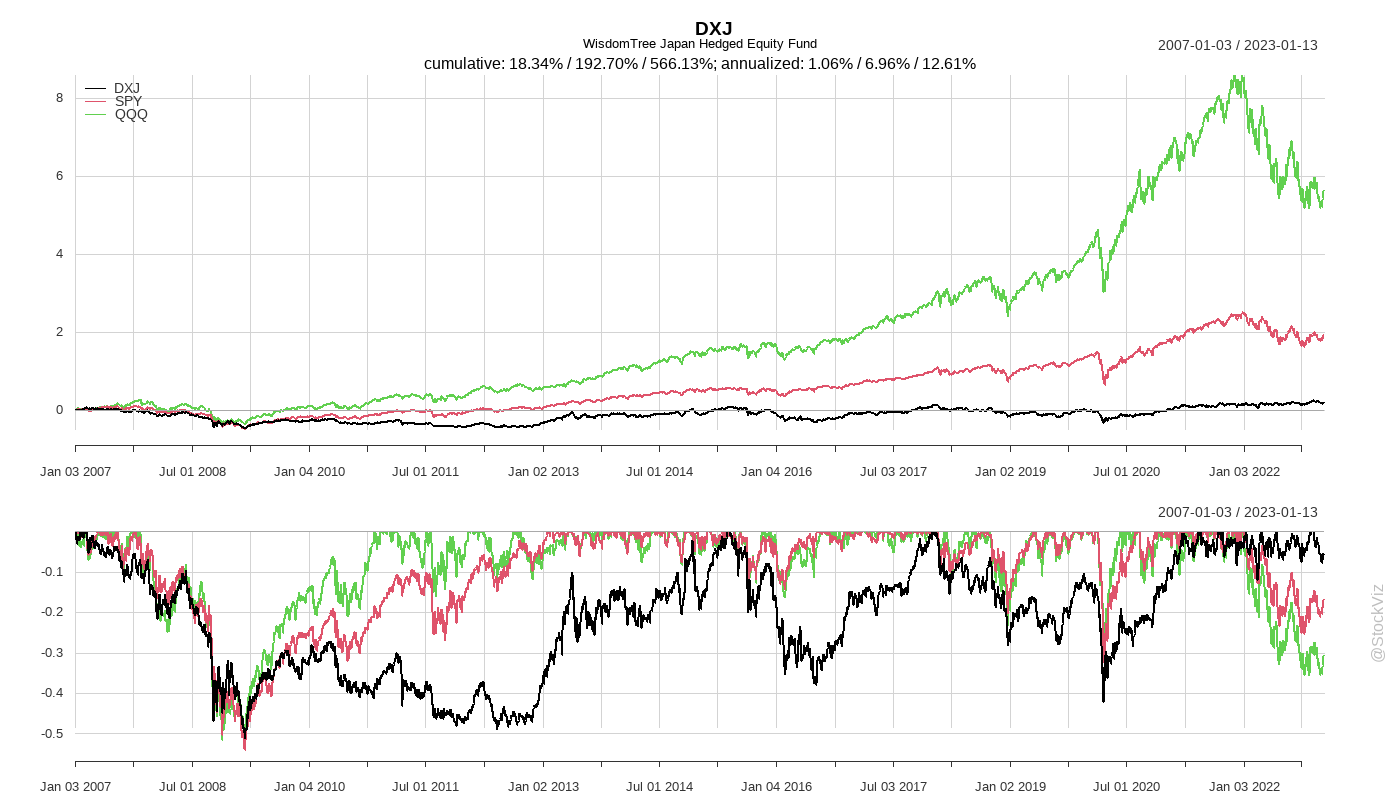 DXJ
WisdomTree Japan Hedged Equity Fund
2007-01-03 / 2023-01-13
cumulative: 18.34% / 192.70% / 566.13%; annualized: 1.06% / 6.96% / 12.61%
DXJ
SPY
QQQ
8
6
4
2
0
Jan 03 2007 Jul 01 2008 Jan 04 2010 Jul 01 2011 Jan 02 2013 Jul 01 2014 Jan 04 2016 Jul 03 2017 Jan 02 2019 Jul 01 2020 Jan 03 2022
2007-01-03 / 2023-01-13
-0.1
-0.2
-0.3
-0.4
-0.5
Jan 03 2007 Jul 01 2008 Jan 04 2010 Jul 01 2011 Jan 02 2013 Jul 01 2014 Jan 04 2016 Jul 03 2017 Jan 02 2019 Jul 01 2020 Jan 03 2022
@StockViz